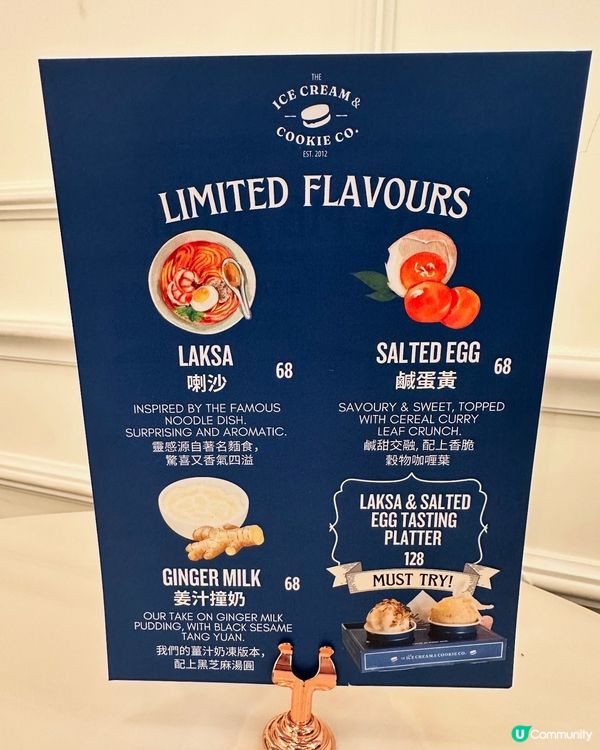 THE
ICE CREAM &
COOKIE CO.
EST. 2012
LIMITED FLAVOURS
LAKSA
喇沙
68
INSPIRED BY THE FAMOUS
NOODLE DISH.
SURPRISING AND AROMATIC.
靈感源自著名麵食，
驚喜又香氣四溢
SALTED EGG
鹹蛋黃
68
SAVOURY & SWEET, TOPPED
WITH CEREAL CURRY
LEAF CRUNCH.
鹹甜交融, 配上香脆
穀物咖喱葉
GINGER MILK
姜汁撞奶
68
OUR TAKE ON GINGER MILK
PUDDING, WITH BLACK SESAME
TANG YUAN.
我們的薑汁奶凍版本，
配上黑芝麻湯圓
LAKSA & SALTED
EGG TASTING
PLATTER
128
MUST TRY!
THE ICE CREAM & COOKIE CO.
U Community